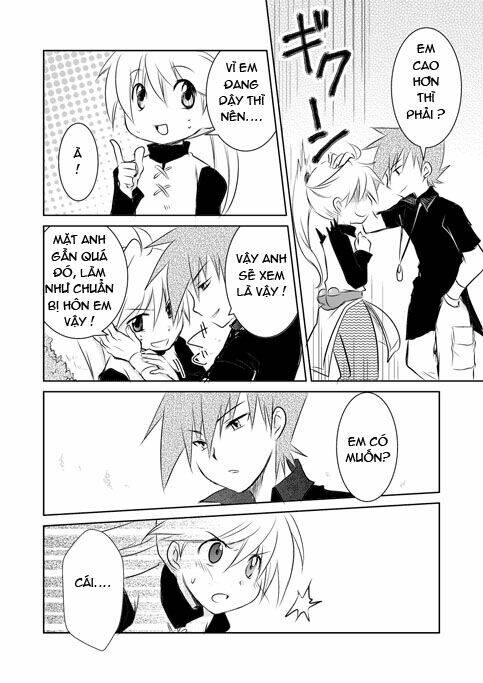 EM
CAO
HƠN
THÌ
PHẢI ?
ギクーン
VÌ EM
ĐANG
DẬY THÌ
NÊN....
À
!
VẬY ANH
SẼ XEM
LÀ VẬY !
MẶT ANH
GẦN QUÁ
ĐÓ, LÀM
NHƯ CHUẨN
BỊ HÔN EM
VẬY !
EM CÓ
MUỐN?
CÁI....